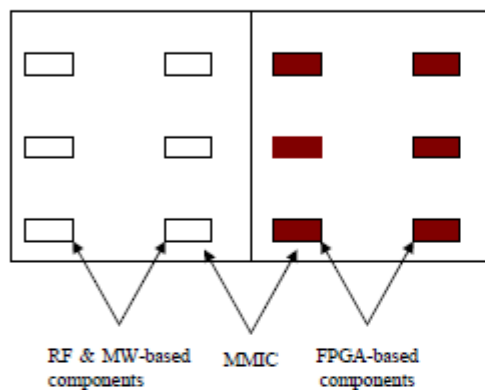 RF & MW-based
components
MMIC
FPGA-based
components